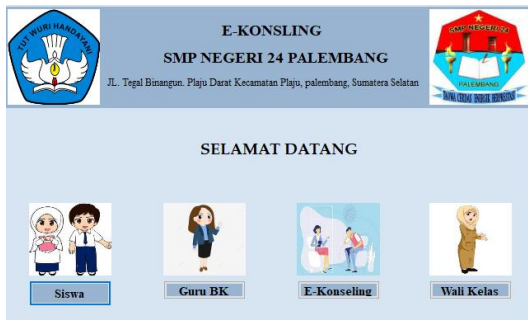 TUT WURI HANDAYANI
E-KONSLING
SMP NEGERI 24 PALEMBANG
JL. Tegal Binangun. Plaju Darat Kecamatan Plaju, palembang, Sumatera Selatan
SMP NEGERI 24
PALEMBANG
SELAMAT DATANG
Siswa
Guru BK
E-Konseling
Wali Kelas